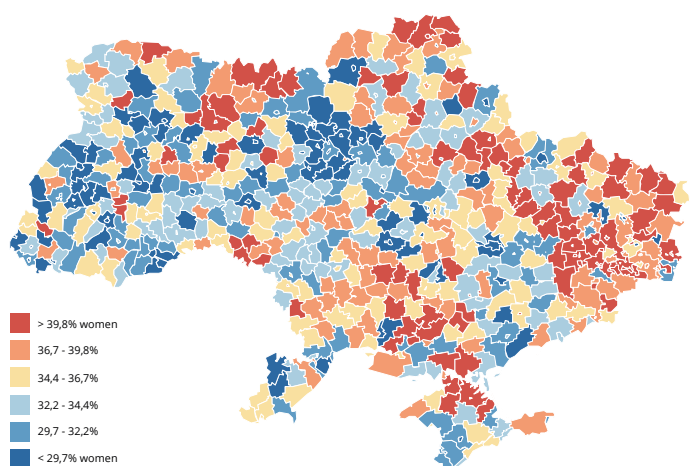 > 39,8% women
36,7 - 39,8%
34,4 - 36,7%
32,2 - 34,4%
29,7 - 32,2%
< 29,7% women